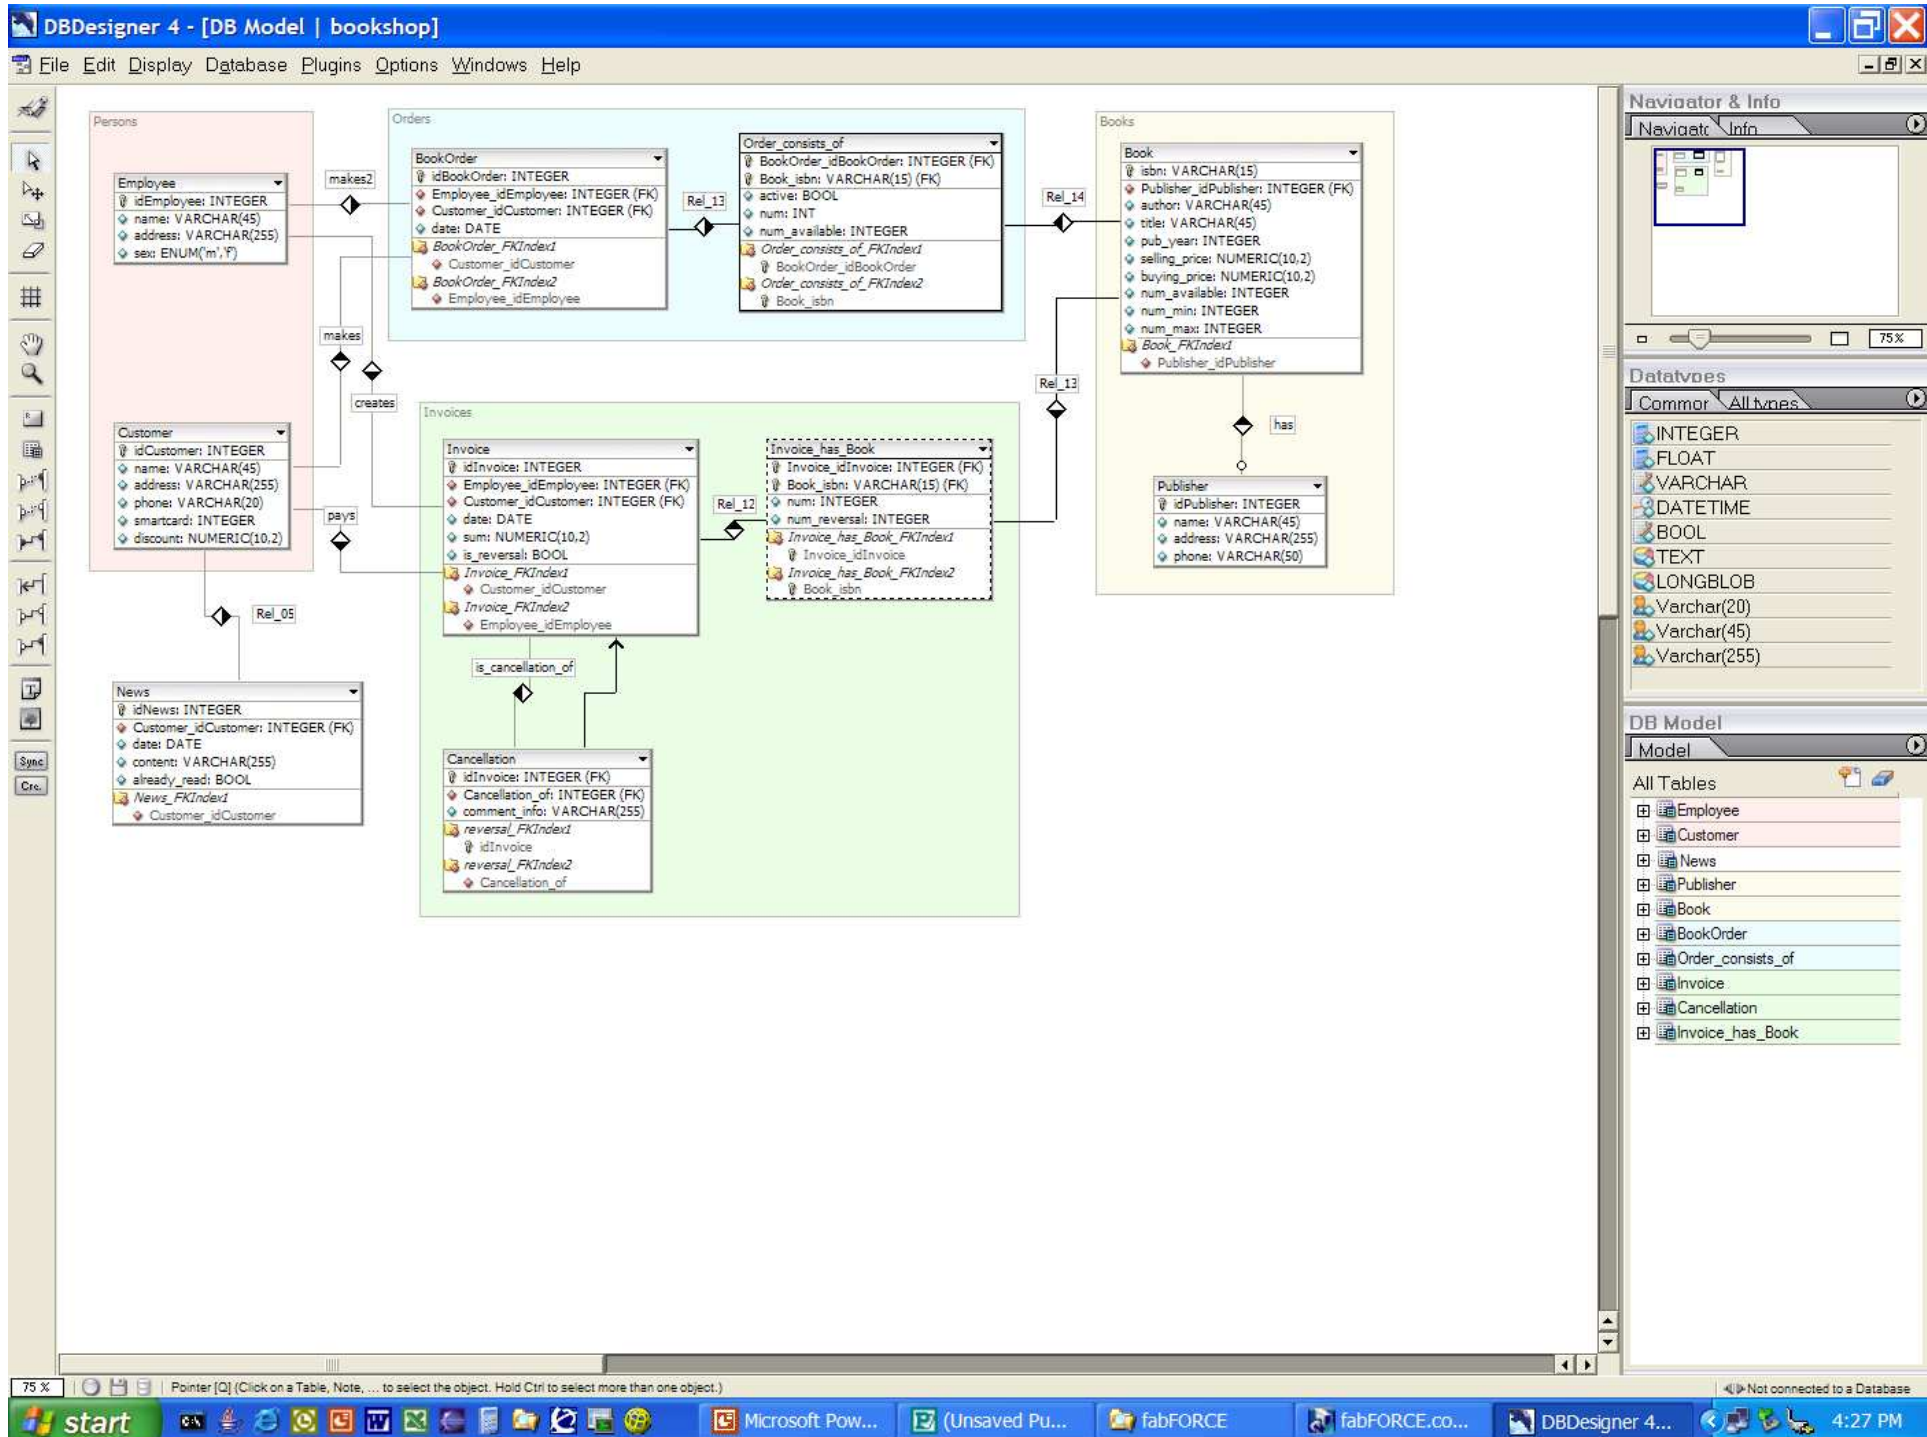 DBDesigner 4 - [DB Model | bookshop]
File Edit Display Database Plugins Options Windows Help
Persons
Employee
idEmployee: INTEGER
name: VARCHAR(45)
address: VARCHAR(255)
sex: ENUM('m','f')
makes2
makes
creates
Customer
idCustomer: INTEGER
name: VARCHAR(45)
address: VARCHAR(255)
phone: VARCHAR(20)
smartcard: INTEGER
discount: NUMERIC(10,2)
pays
Rel_05
News
idNews: INTEGER
Customer_idCustomer: INTEGER (FK)
date: DATE
content: VARCHAR(255)
already_read: BOOL
News_FKIndex1
Customer_idCustomer
Orders
BookOrder
idBookOrder: INTEGER
Employee_idEmployee: INTEGER (FK)
Customer_idCustomer: INTEGER (FK)
date: DATE
BookOrder_FKIndex1
Customer_idCustomer
BookOrder_FKIndex2
Employee_idEmployee
Rel_13
Order_consists_of
BookOrder_idBookOrder: INTEGER (FK)
Book_isbn: VARCHAR(15) (FK)
active: BOOL
num: INT
num_available: INTEGER
Order_consists_of_FKIndex1
BookOrder_idBookOrder
Order_consists_of_FKIndex2
Book_isbn
Rel_14
Invoices
Invoice
idInvoice: INTEGER
Employee_idEmployee: INTEGER (FK)
Customer_idCustomer: INTEGER (FK)
date: DATE
sum: NUMERIC(10,2)
is_reversal: BOOL
Invoice_FKIndex1
Customer_idCustomer
Invoice_FKIndex2
Employee_idEmployee
Rel_12
Invoice_has_Book
Invoice_idInvoice: INTEGER (FK)
Book_isbn: VARCHAR(15) (FK)
num: INTEGER
num_reversal: INTEGER
Invoice_has_Book_FKIndex1
Invoice_idInvoice
Invoice_has_Book_FKIndex2
Book_isbn
Rel_13
is_cancellation_of
Cancellation
idInvoice: INTEGER (FK)
Cancellation_of: INTEGER (FK)
comment_info: VARCHAR(255)
reversal_FKIndex1
idInvoice
reversal_FKIndex2
Cancellation_of
Books
Book
isbn: VARCHAR(15)
Publisher_idPublisher: INTEGER (FK)
author: VARCHAR(45)
title: VARCHAR(45)
pub_year: INTEGER
selling_price: NUMERIC(10,2)
buying_price: NUMERIC(10,2)
num_available: INTEGER
num_min: INTEGER
num_max: INTEGER
Book_FKIndex1
Publisher_idPublisher
has
Publisher
idPublisher: INTEGER
name: VARCHAR(45)
address: VARCHAR(255)
phone: VARCHAR(50)
Sync
Cre.
Navigator & Info
Navigatc Info
75%
Datatypes
Commor All types
INTEGER
FLOAT
VARCHAR
DATETIME
BOOL
TEXT
LONGBLOB
Varchar(20)
Varchar(45)
Varchar(255)
DB Model
Model
All Tables
Employee
Customer
News
Publisher
Book
BookOrder
Order_consists_of
Invoice
Cancellation
Invoice_has_Book
75 % Pointer [Q] (Click on a Table, Note, ... to select the object. Hold Ctrl to select more than one object.) Not connected to a Database
start Microsoft Pow... (Unsaved Pu... fabFORCE fabFORCE.co... DBDesigner 4... 4:27 PM